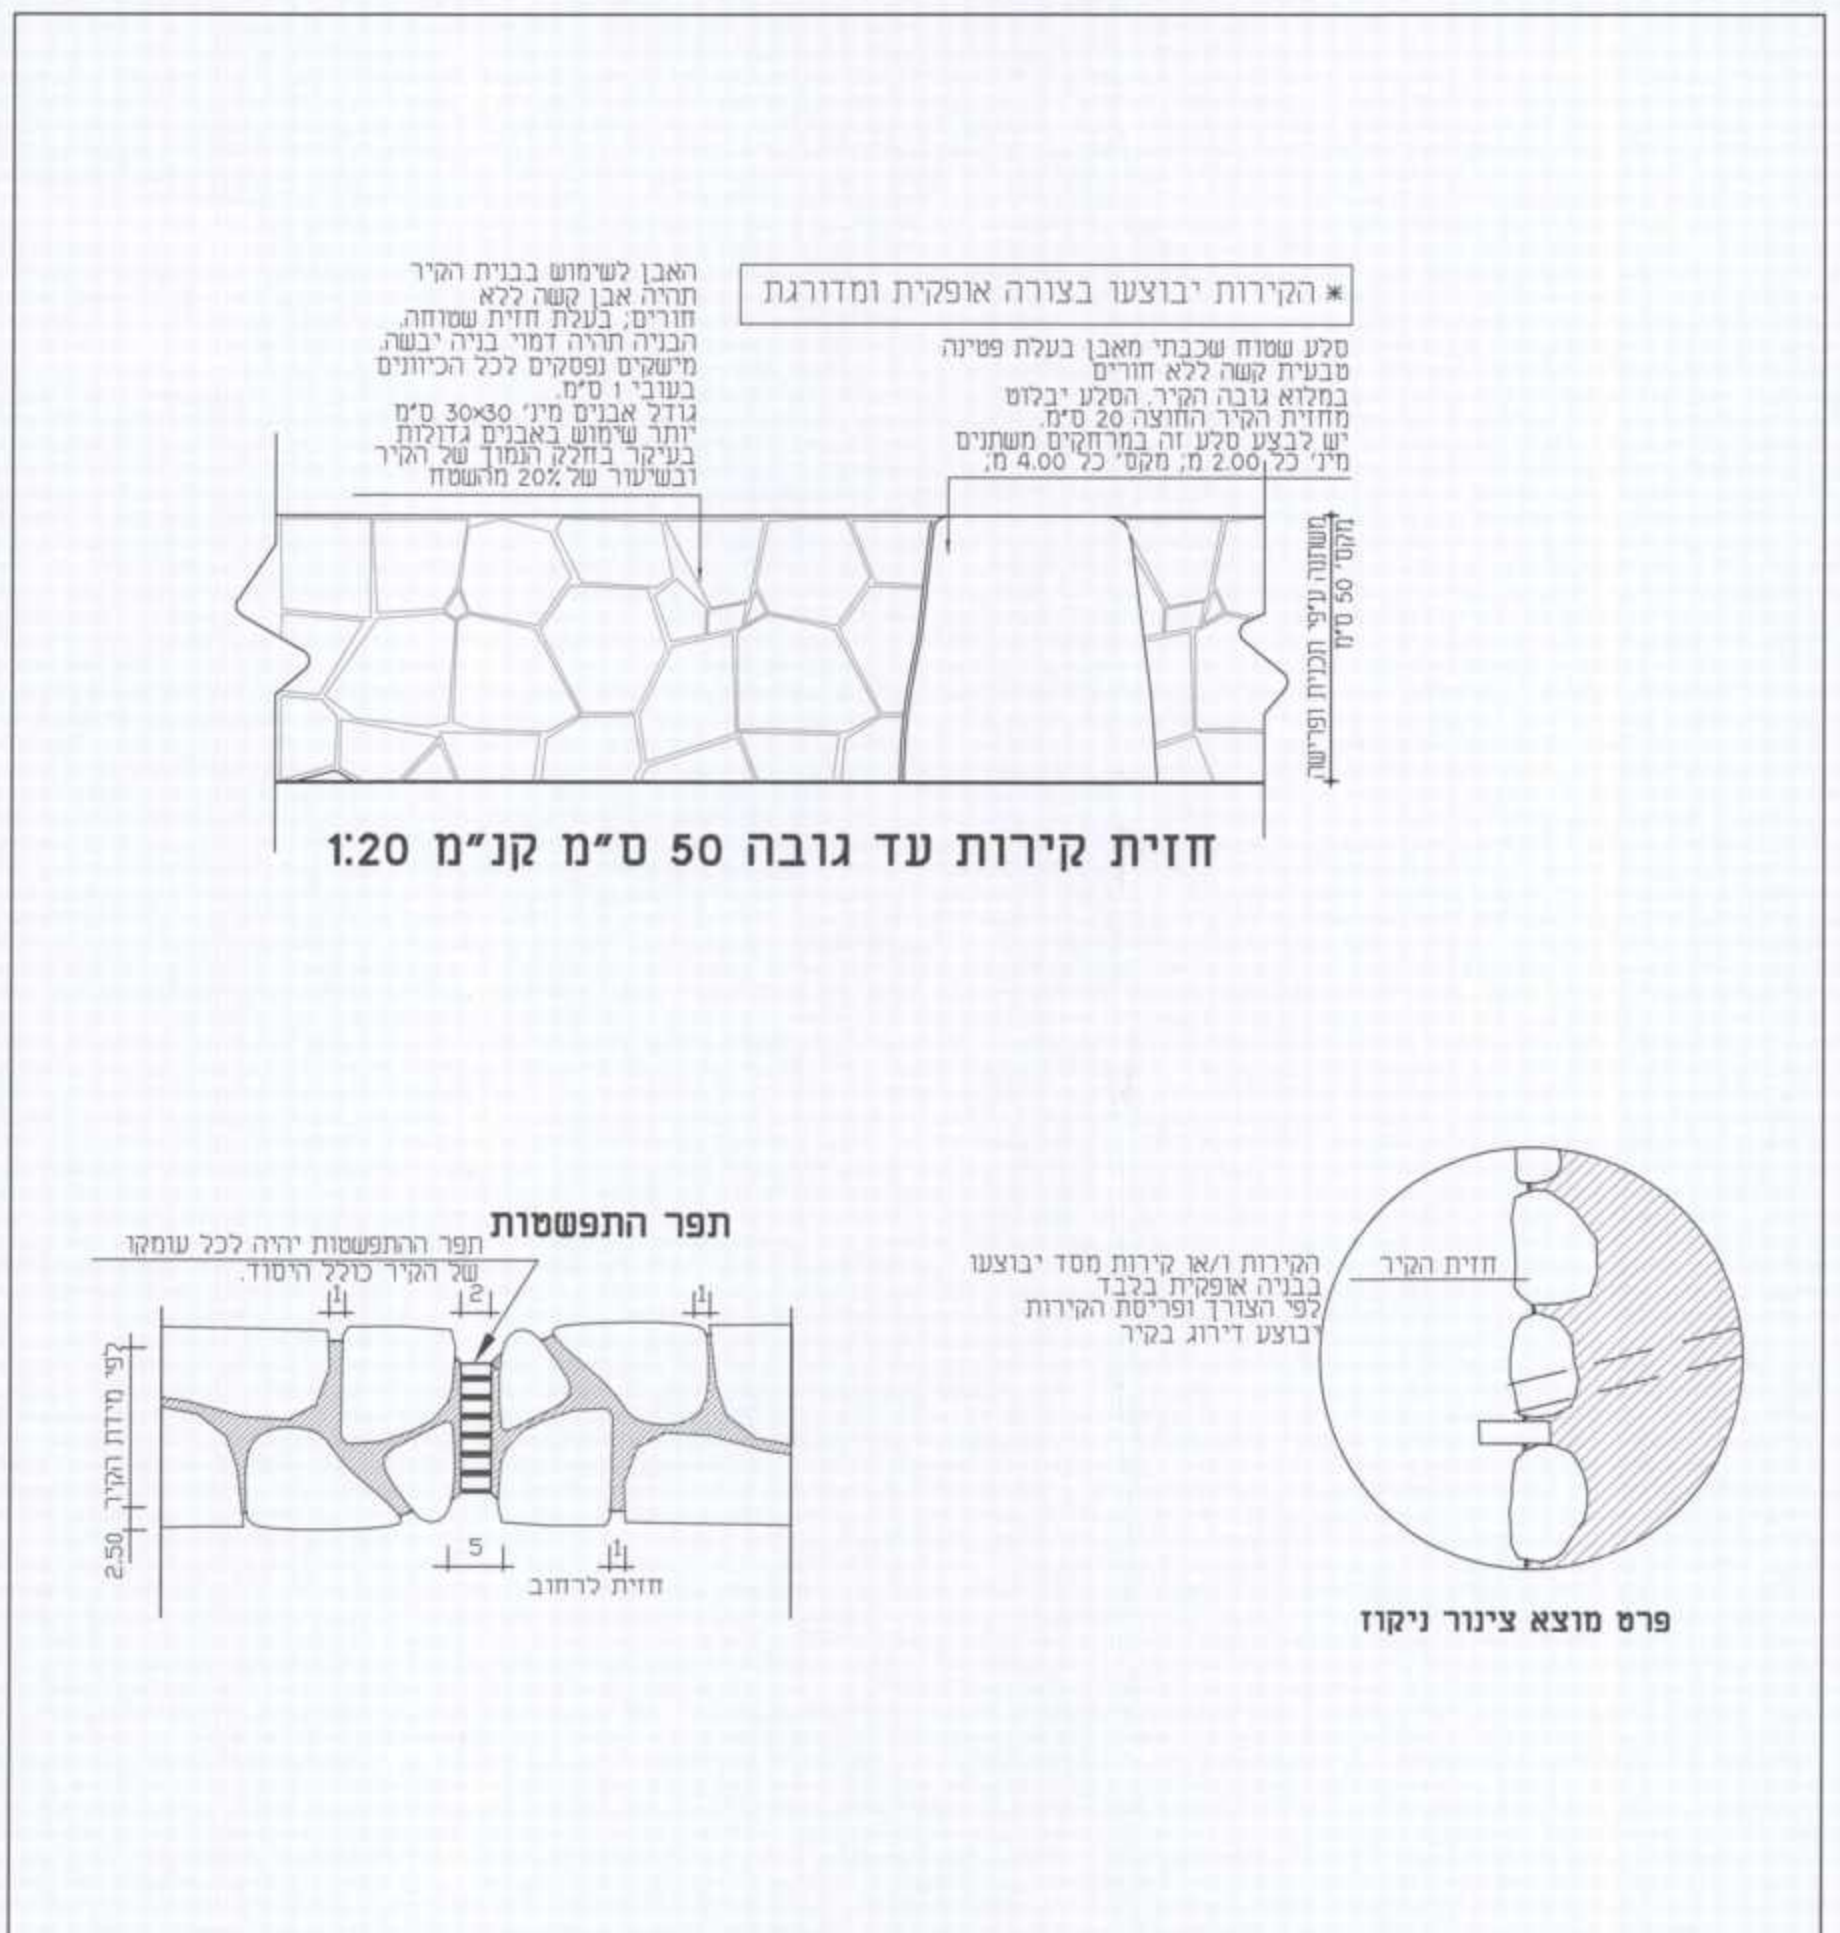 * הקירות יבוצעו בצורה אופקית ומדורגת
סלע שטוח שכבתי מאבן בעלת פטינה
טבעית קשה ללא חורים
במלוא גובה הקיר. הסלע יבלוט
מחזית הקיר החוצה 20 ס"מ.
יש לבצע סלע זה במרחקים משתנים
מינ' כל 2.00 מ; מקס' כל 4.00 מ;
האבן לשימוש בבנית הקיר
תהיה אבן קשה ללא
חורים; בעלת חזית שטוחה.
הבניה תהיה דמוי בניה יבשה.
מישקים נפסקים לכל הכיוונים
בעובי 1 ס"מ.
גודל אבנים מינ' 30x30 ס"מ
יותר שימוש באבנים גדולות
בעיקר בחלק הנמוך של הקיר
ובשיעור של 20% מהשטח
מקס' 50 ס"מ
משתנה ע"פ תכנית ופרישה
חזית קירות עד גובה 50 ס"מ קנ"מ 1:20
חזית הקיר
הקירות ו/או קירות מסד יבוצעו
בבניה אופקית בלבד
לפי הצורך ופריסת הקירות
יבוצע דירוג בקיר
פרט מוצא צינור ניקוז
תפר התפשטות
תפר ההתפשטות יהיה לכל עומקו
של הקיר כולל היסוד.
1
2
1
לפי מידת הקיר
2.50
5
1
חזית לרחוב